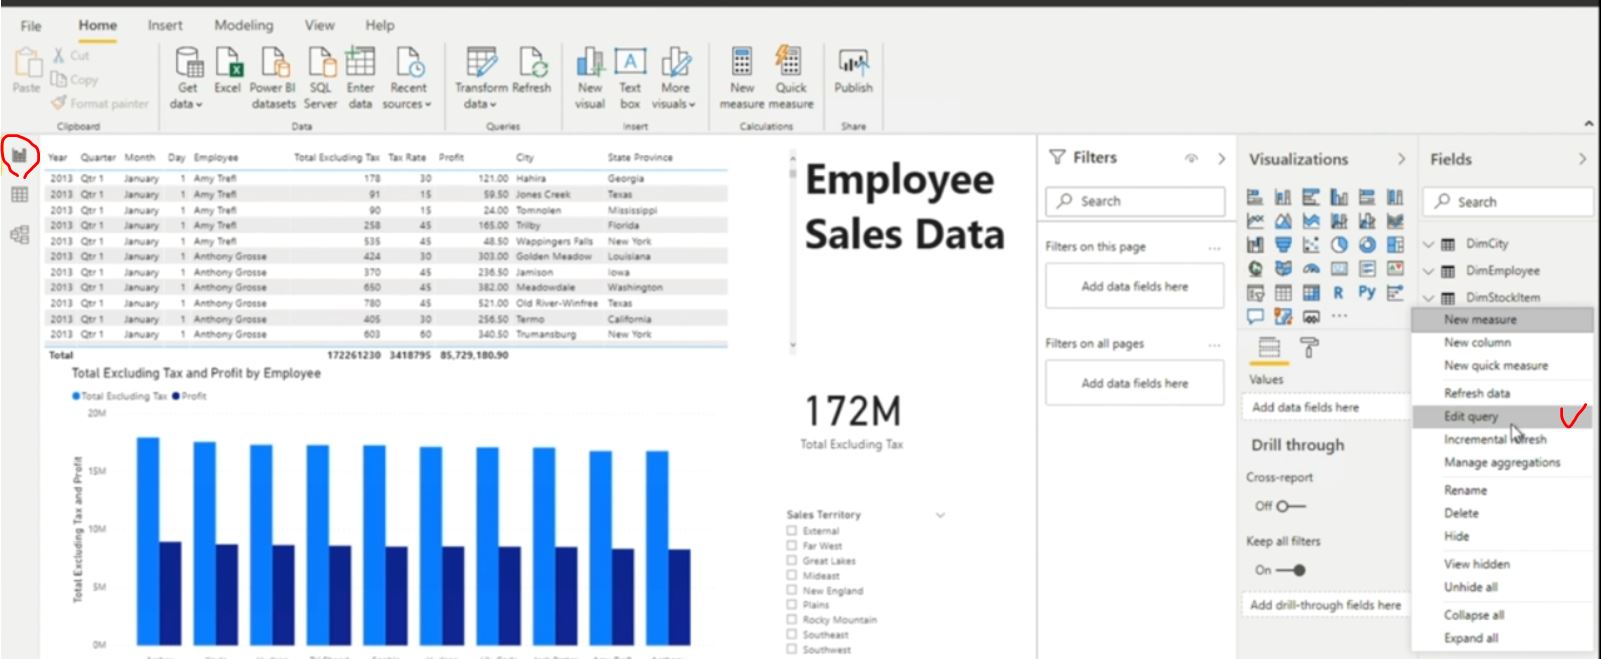 File Home Insert Modeling View Help
Cut
Copy
Format painter
Paste
Get data
Excel
Power BI datasets
SQL Server
Enter data
Recent sources
Transform data
Refresh
New visual
Text box
More visuals
New measure
Quick measure
Publish
Clipboard Data Queries Insert Calculations Share
Year Quarter Month Day Employee Total Excluding Tax Tax Rate Profit City State Province
2013 Qtr 1 January 1 Amy Trefl 178 30 121.00 Hahira Georgia
2013 Qtr 1 January 1 Amy Trefl 91 15 59.50 Jones Creek Texas
2013 Qtr 1 January 1 Amy Trefl 90 15 24.00 Tomnolen Mississippi
2013 Qtr 1 January 1 Amy Trefl 258 45 165.00 Trilby Florida
2013 Qtr 1 January 1 Amy Trefl 535 45 48.50 Wappingers Falls New York
2013 Qtr 1 January 1 Anthony Grosse 424 30 303.00 Golden Meadow Louisiana
2013 Qtr 1 January 1 Anthony Grosse 370 45 236.50 Jamison Iowa
2013 Qtr 1 January 1 Anthony Grosse 650 45 382.00 Meadowdale Washington
2013 Qtr 1 January 1 Anthony Grosse 780 45 521.00 Old River-Winfree Texas
2013 Qtr 1 January 1 Anthony Grosse 405 30 256.50 Termo California
2013 Qtr 1 January 1 Anthony Grosse 603 60 340.50 Trumansburg New York
Total 172261230 3418795 85,729,180.90
Total Excluding Tax and Profit by Employee
Total Excluding Tax Profit
Total Excluding Tax and Profit
20M
15M
10M
5M
0M
Employee
Sales Data
172M
Total Excluding Tax
Sales Territory
External
Far West
Great Lakes
Mideast
New England
Plains
Rocky Mountain
Southeast
Southwest
Filters
Search
Filters on this page ...
Add data fields here
Filters on all pages ...
Add data fields here
Visualizations
R Py
...
Values
Add data fields here
Drill through
Cross-report
Off
Keep all filters
On
Add drill-through fields here
Fields
Search
DimCity
DimEmployee
DimStockItem
New measure
New column
New quick measure
Refresh data
Edit query
Incremental refresh
Manage aggregations
Rename
Delete
Hide
View hidden
Unhide all
Collapse all
Expand all